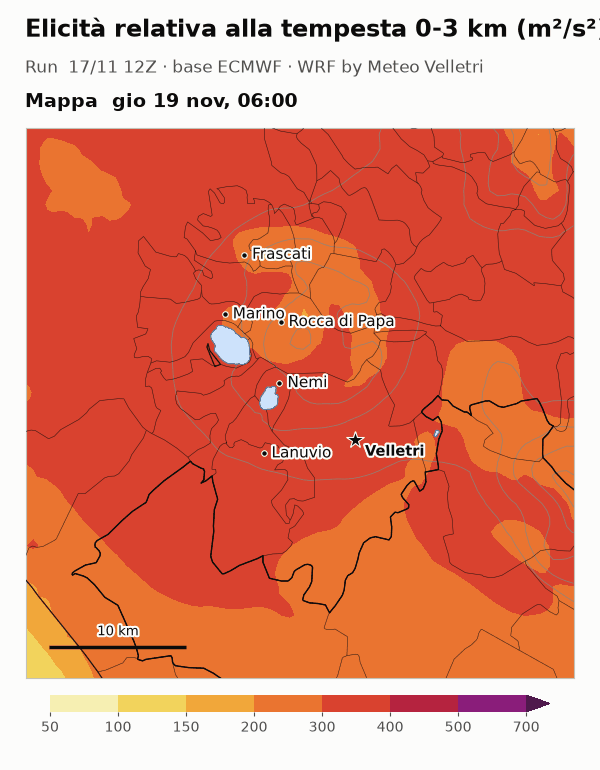 Elicità relativa alla tempesta 0-3 km (m²/s²)
Run 17/11 12Z · base ECMWF · WRF by Meteo Velletri
Mappa gio 19 nov, 06:00
Frascati
Marino
Rocca di Papa
Nemi
Velletri
Lanuvio
10 km
50 100 150 200 300 400 500 700